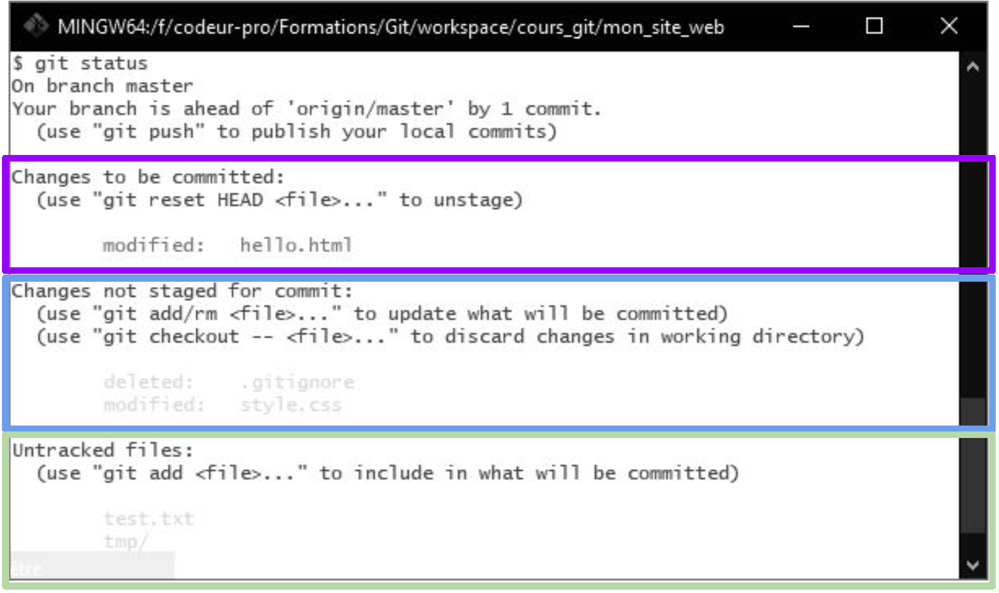 MINGW64:/f/codeur-pro/Formations/Git/workspace/cours_git/mon_site_web
$ git status
On branch master
Your branch is ahead of 'origin/master' by 1 commit.
  (use "git push" to publish your local commits)
Changes to be committed:
  (use "git reset HEAD <file>..." to unstage)
        modified:   hello.html
Changes not staged for commit:
  (use "git add/rm <file>..." to update what will be committed)
  (use "git checkout -- <file>..." to discard changes in working directory)
        deleted:    .gitignore
        modified:   style.css
Untracked files:
  (use "git add <file>..." to include in what will be committed)
        test.txt
        tmp/